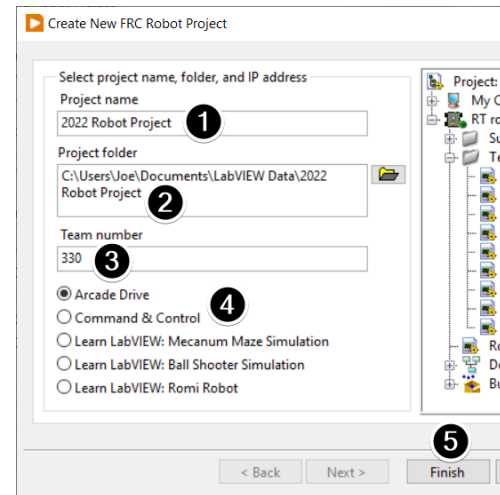 Create New FRC Robot Project
Select project name, folder, and IP address
Project name
2022 Robot Project
1
Project folder
C:\Users\Joe\Documents\LabVIEW Data\2022
Robot Project
2
Team number
330
3
Arcade Drive
4
Command & Control
Learn LabVIEW: Mecanum Maze Simulation
Learn LabVIEW: Ball Shooter Simulation
Learn LabVIEW: Romi Robot
Project:
My
RT
5
< Back
Next >
Finish